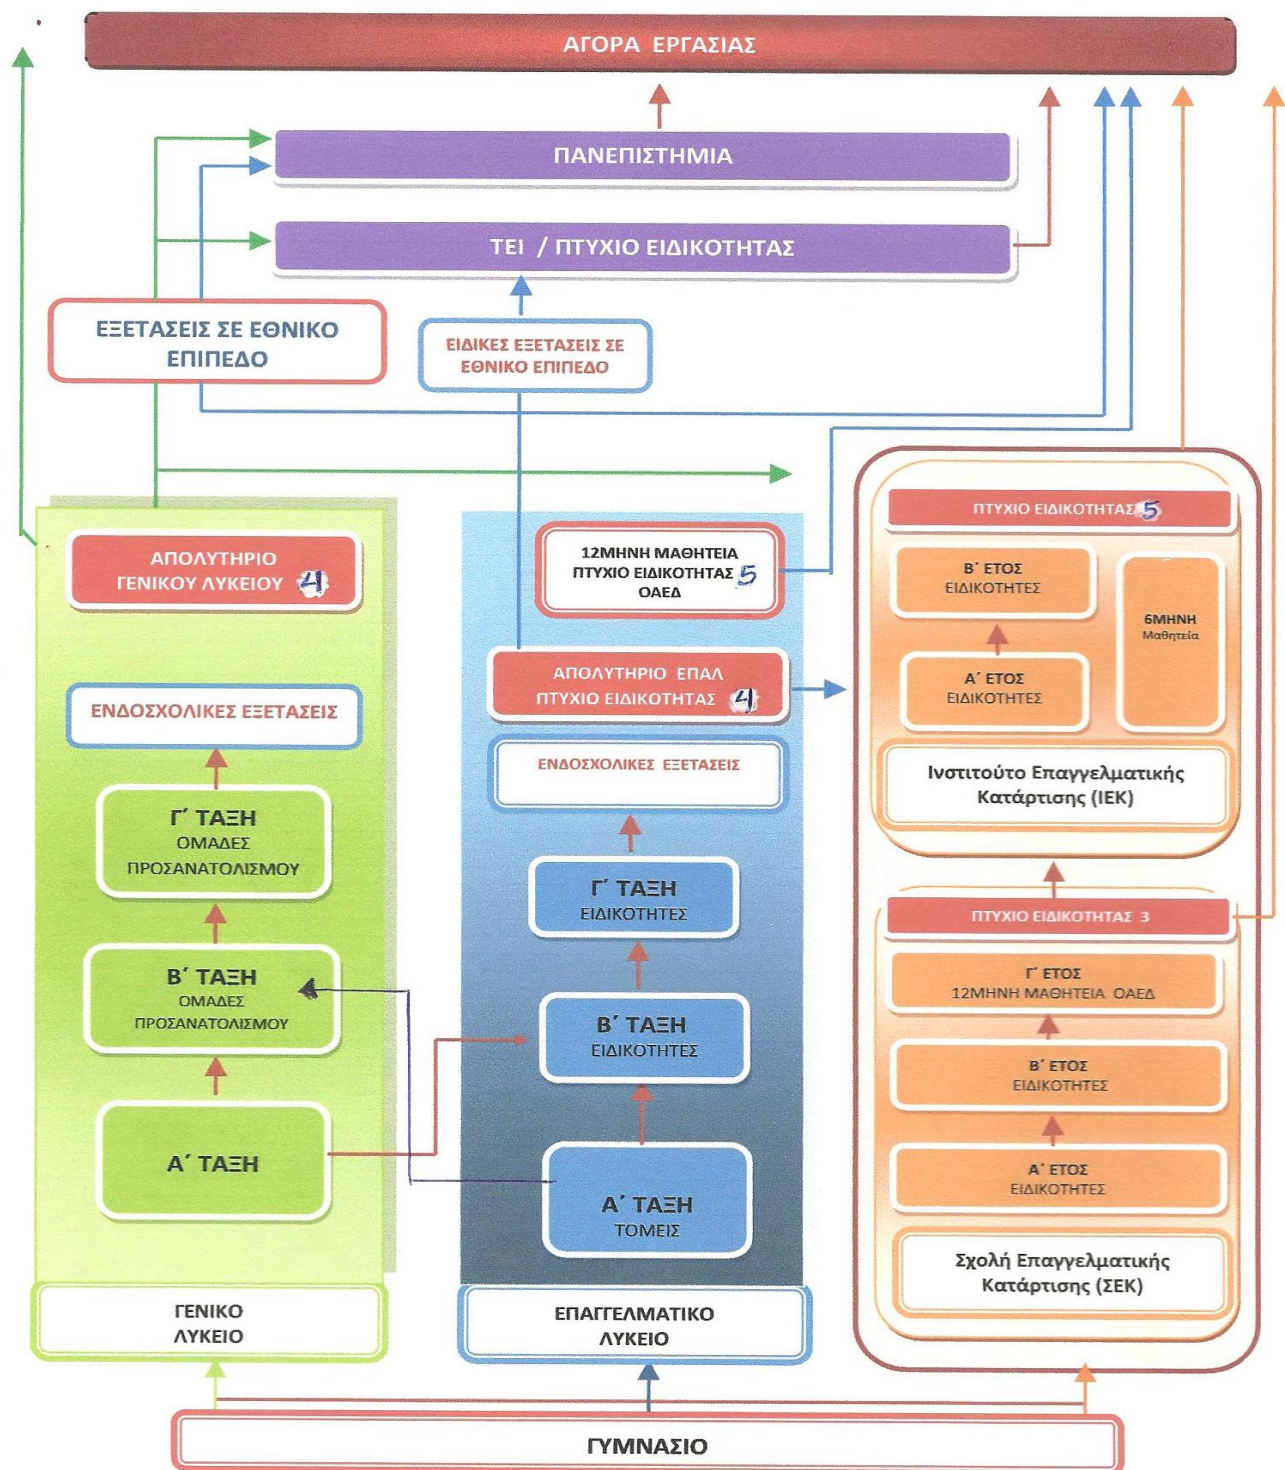 ΑΓΟΡΑ ΕΡΓΑΣΙΑΣ
ΠΑΝΕΠΙΣΤΗΜΙΑ
ΤΕΙ / ΠΤΥΧΙΟ ΕΙΔΙΚΟΤΗΤΑΣ
ΕΞΕΤΑΣΕΙΣ ΣΕ ΕΘΝΙΚΟ
ΕΠΙΠΕΔΟ
ΕΙΔΙΚΕΣ ΕΞΕΤΑΣΕΙΣ ΣΕ
ΕΘΝΙΚΟ ΕΠΙΠΕΔΟ
ΑΠΟΛΥΤΗΡΙΟ
ΓΕΝΙΚΟΥ ΛΥΚΕΙΟΥ 4
ΕΝΔΟΣΧΟΛΙΚΕΣ ΕΞΕΤΑΣΕΙΣ
Γ΄ ΤΑΞΗ
ΟΜΑΔΕΣ
ΠΡΟΣΑΝΑΤΟΛΙΣΜΟΥ
Β΄ ΤΑΞΗ
ΟΜΑΔΕΣ
ΠΡΟΣΑΝΑΤΟΛΙΣΜΟΥ
Α΄ ΤΑΞΗ
ΓΕΝΙΚΟ
ΛΥΚΕΙΟ
12ΜΗΝΗ ΜΑΘΗΤΕΙΑ
ΠΤΥΧΙΟ ΕΙΔΙΚΟΤΗΤΑΣ 5
ΟΑΕΔ
ΑΠΟΛΥΤΗΡΙΟ ΕΠΑΛ
ΠΤΥΧΙΟ ΕΙΔΙΚΟΤΗΤΑΣ 4
ΕΝΔΟΣΧΟΛΙΚΕΣ ΕΞΕΤΑΣΕΙΣ
Γ΄ ΤΑΞΗ
ΕΙΔΙΚΟΤΗΤΕΣ
Β΄ ΤΑΞΗ
ΕΙΔΙΚΟΤΗΤΕΣ
Α΄ ΤΑΞΗ
ΤΟΜΕΙΣ
ΕΠΑΓΓΕΛΜΑΤΙΚΟ
ΛΥΚΕΙΟ
ΠΤΥΧΙΟ ΕΙΔΙΚΟΤΗΤΑΣ 5
Β΄ ΕΤΟΣ
ΕΙΔΙΚΟΤΗΤΕΣ
6ΜΗΝΗ
Μαθητεία
Α΄ ΕΤΟΣ
ΕΙΔΙΚΟΤΗΤΕΣ
Ινστιτούτο Επαγγελματικής
Κατάρτισης (ΙΕΚ)
ΠΤΥΧΙΟ ΕΙΔΙΚΟΤΗΤΑΣ 3
Γ΄ ΕΤΟΣ
12ΜΗΝΗ ΜΑΘΗΤΕΙΑ ΟΑΕΔ
Β΄ ΕΤΟΣ
ΕΙΔΙΚΟΤΗΤΕΣ
Α΄ ΕΤΟΣ
ΕΙΔΙΚΟΤΗΤΕΣ
Σχολή Επαγγελματικής
Κατάρτισης (ΣΕΚ)
ΓΥΜΝΑΣΙΟ